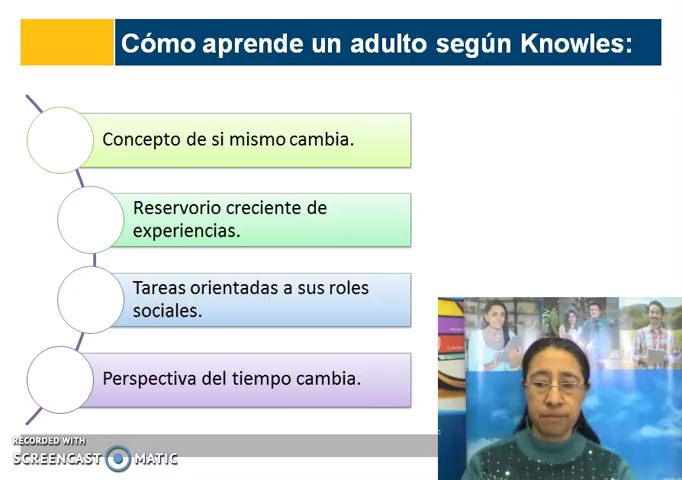 Cómo aprende un adulto según Knowles:
Concepto de si mismo cambia.
Reservorio creciente de
experiencias.
Tareas orientadas a sus roles
sociales.
Perspectiva del tiempo cambia.
RECORDED WITH
SCREENCAST MATIC